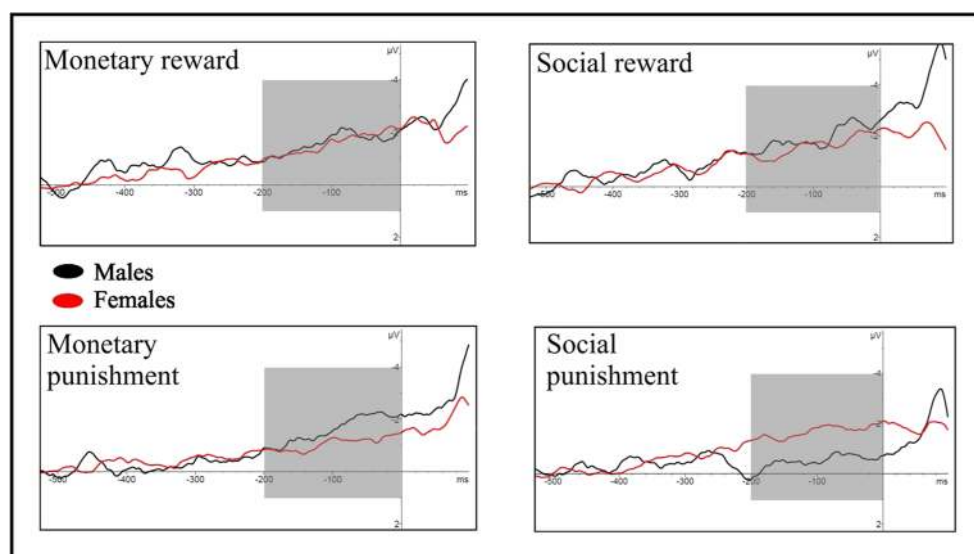 Monetary reward
µV
-4
-2
-500
-400
-300
-200
-100
ms
2
Social reward
µV
-4
-2
-500
-400
-300
-200
-100
ms
2
Males
Females
Monetary
punishment
µV
-4
-2
-500
-400
-300
-200
-100
ms
2
Social
punishment
µV
-4
-2
-500
-400
-300
-200
-100
ms
2